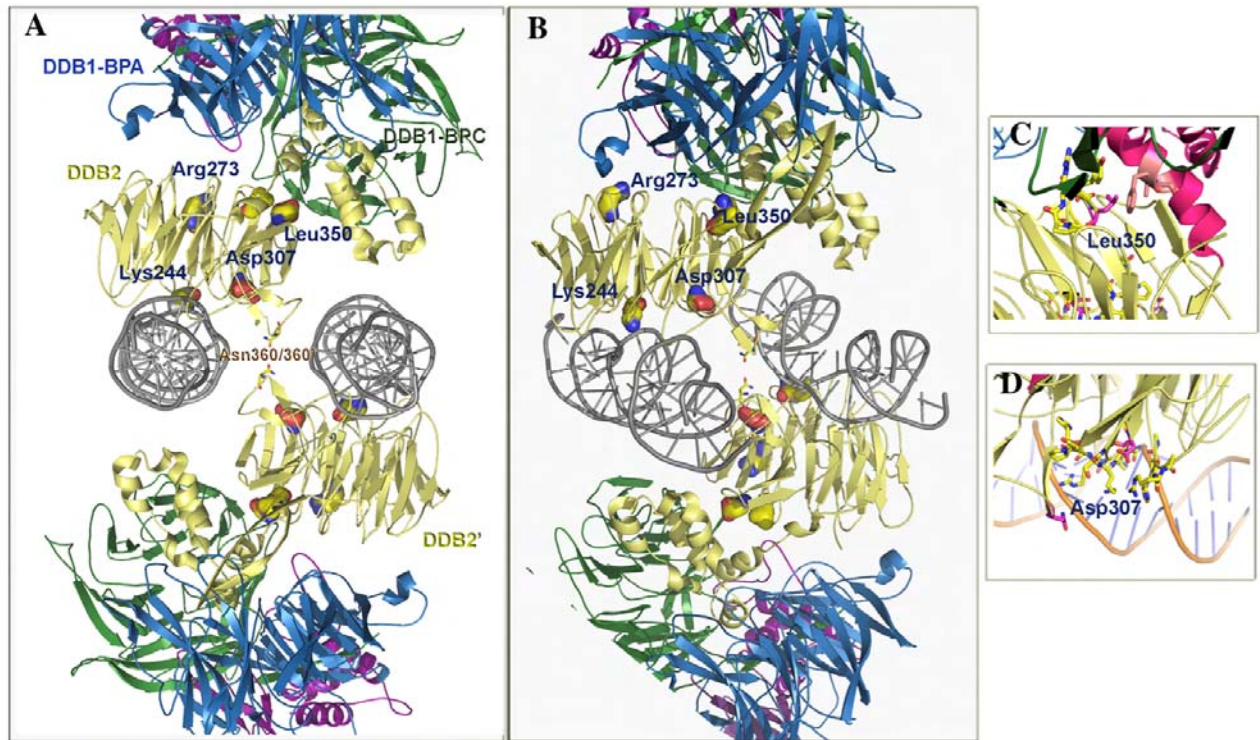 A
DDB1-BPA
DDB1-BPC
DDB2
Arg273
Leu350
Lys244
Asp307
Asn360/360'
DDB2'
B
Arg273
Leu350
Lys244
Asp307
C
Leu350
D
Asp307